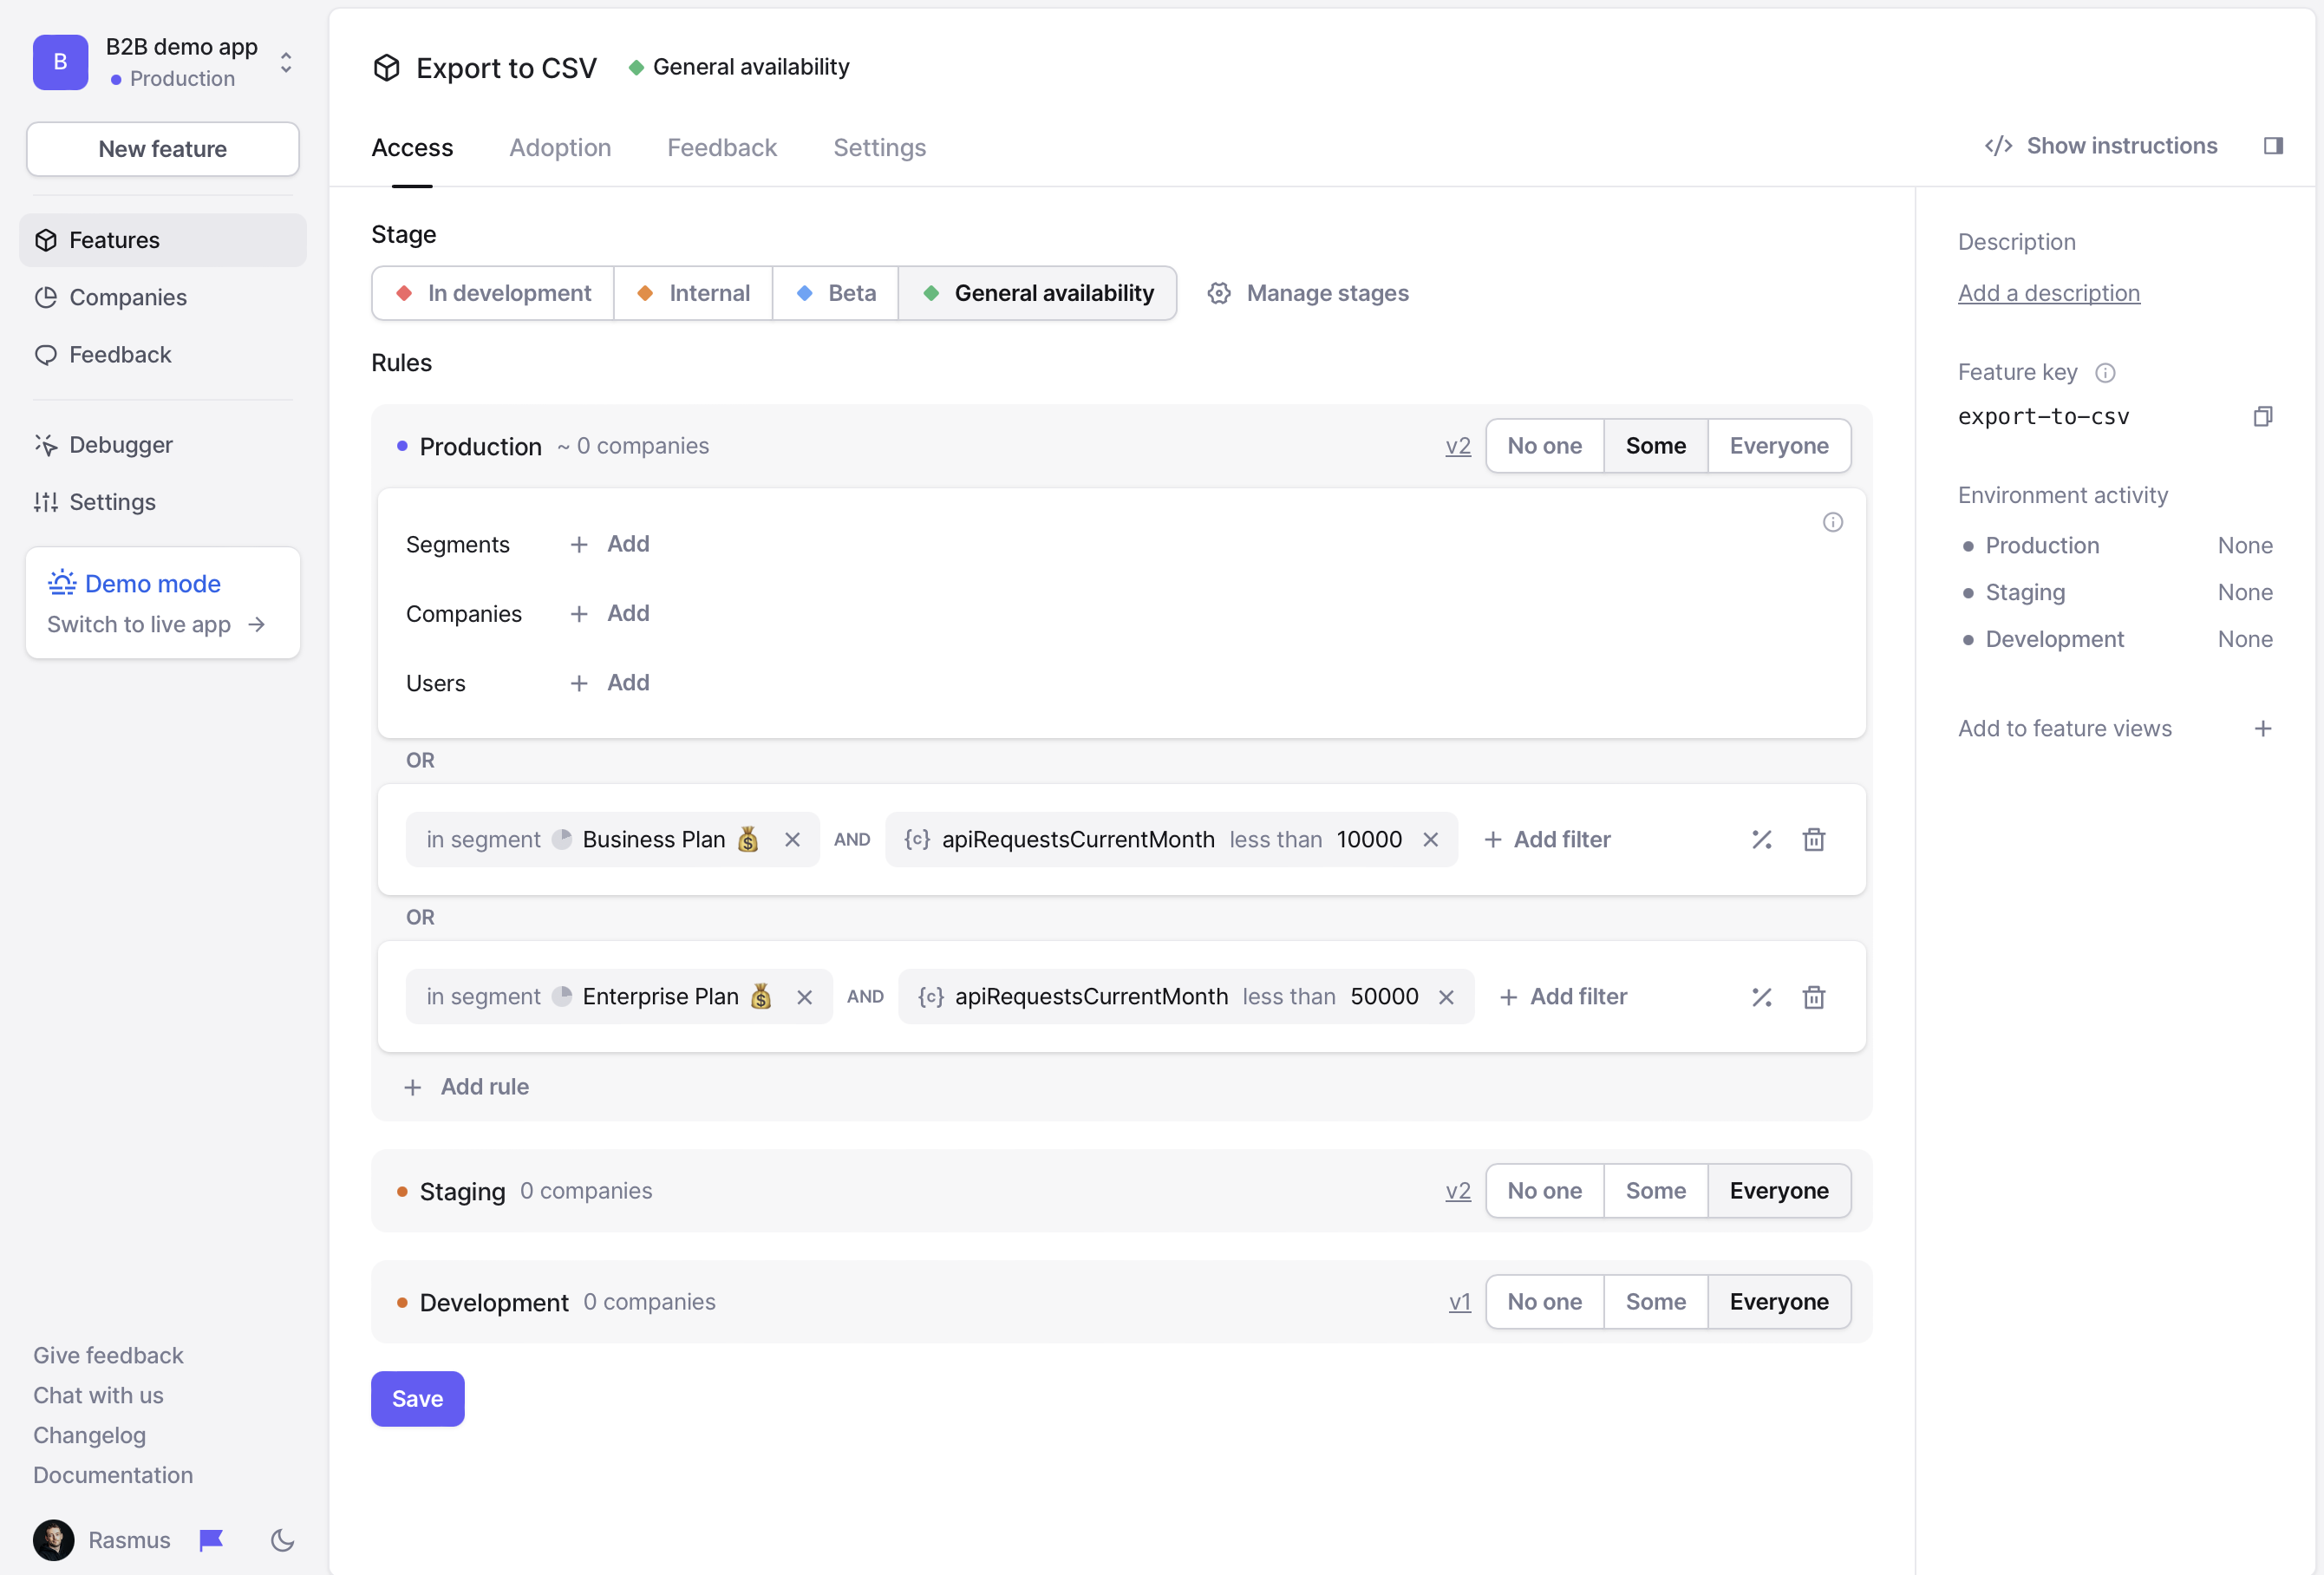 B
B2B demo app
Production
New feature
Features
Companies
Feedback
Debugger
Settings
Demo mode
Switch to live app →
Give feedback
Chat with us
Changelog
Documentation
Rasmus
Export to CSV General availability
Access Adoption Feedback Settings
</> Show instructions
Stage
In development Internal Beta General availability Manage stages
Rules
Production ~ 0 companies v2 No one Some Everyone
Segments + Add
Companies + Add
Users + Add
OR
in segment Business Plan 💰 × AND {c} apiRequestsCurrentMonth less than 10000 × + Add filter
OR
in segment Enterprise Plan 💰 × AND {c} apiRequestsCurrentMonth less than 50000 × + Add filter
+ Add rule
Staging 0 companies v2 No one Some Everyone
Development 0 companies v1 No one Some Everyone
Save
Description
Add a description
Feature key
export-to-csv
Environment activity
Production None
Staging None
Development None
Add to feature views +